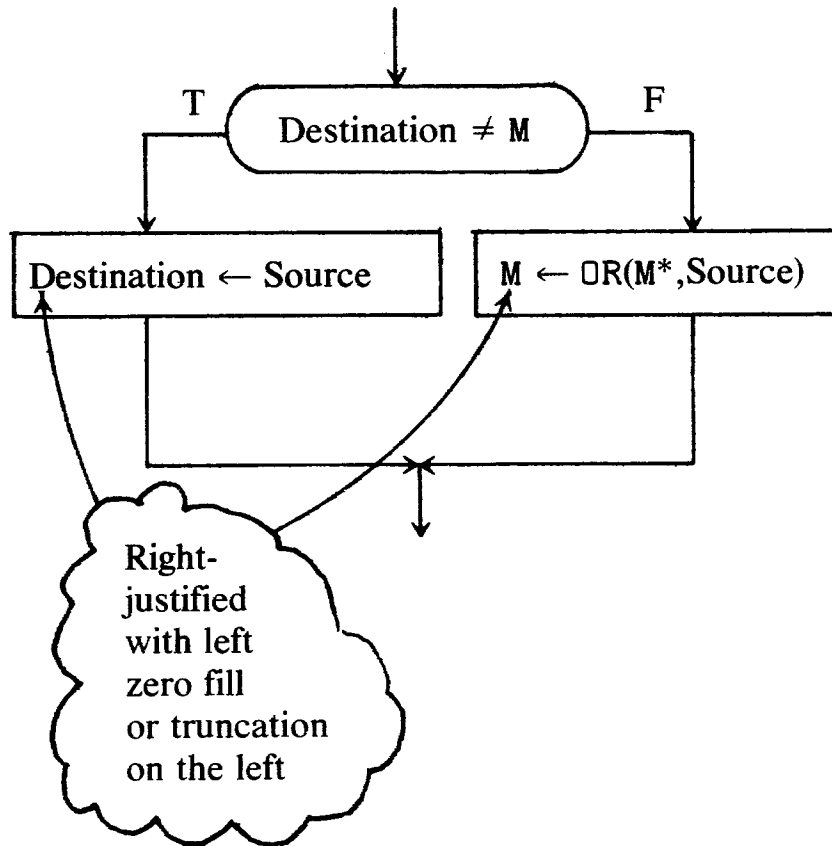 T
F
Destination ≠ M
Destination ← Source
M ← OR(M*,Source)
Right-
justified
with left
zero fill
or truncation
on the left